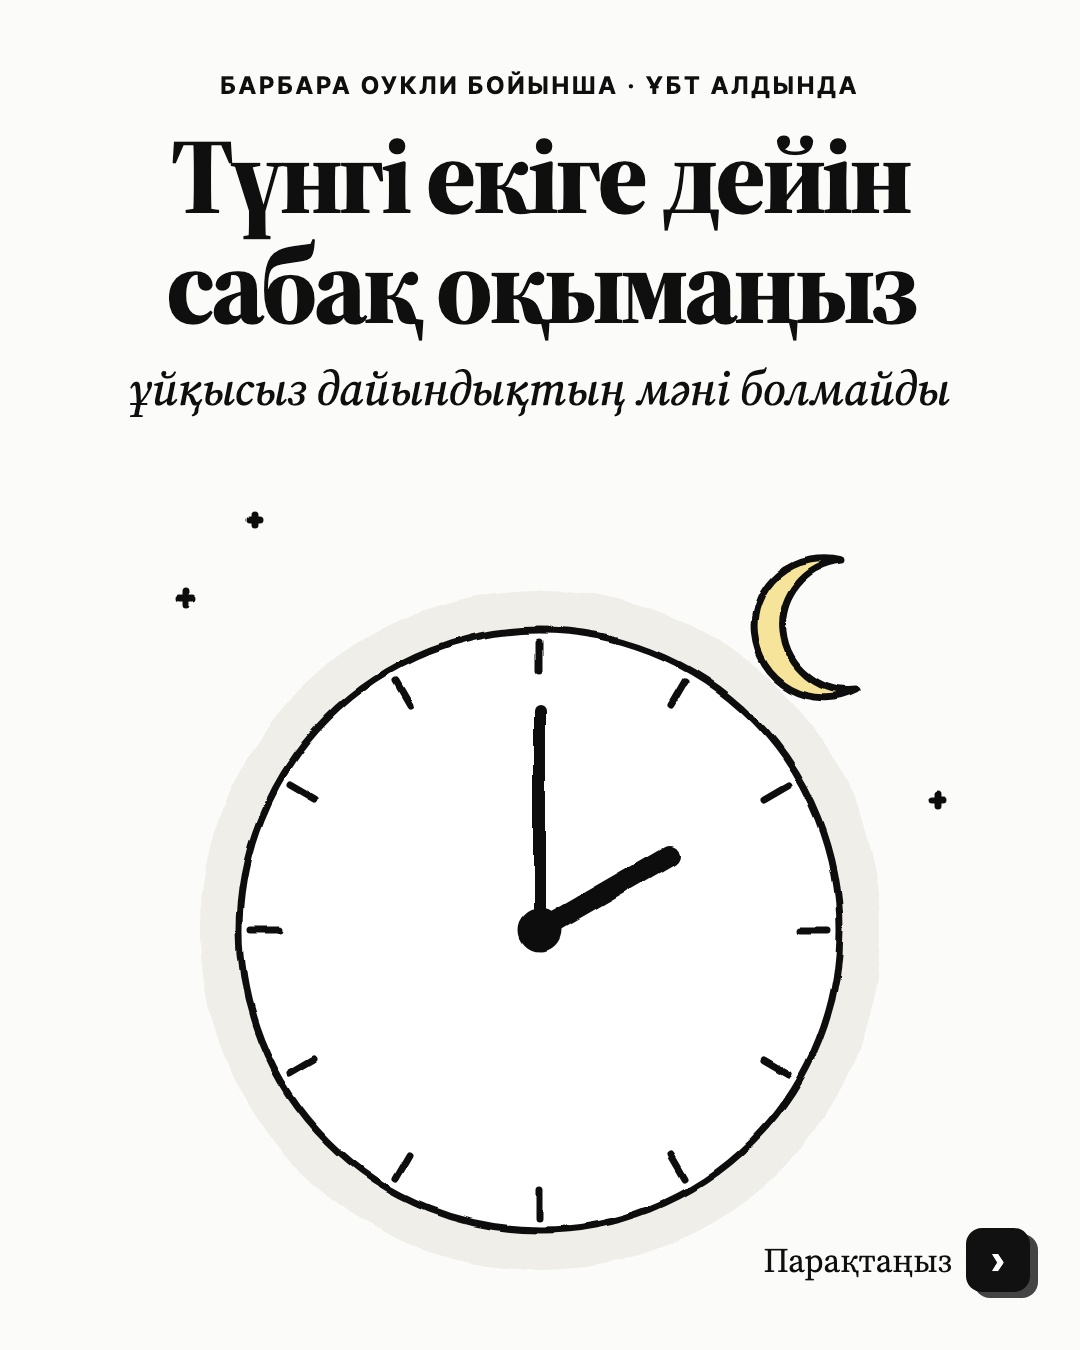 БАРБАРА ОУКЛИ БОЙЫНША · ҰБТ АЛДЫНДА
Түнгі екіге дейін
сабақ оқымаңыз
ұйқысыз дайындықтың мәні болмайды
Парақтаңыз ›